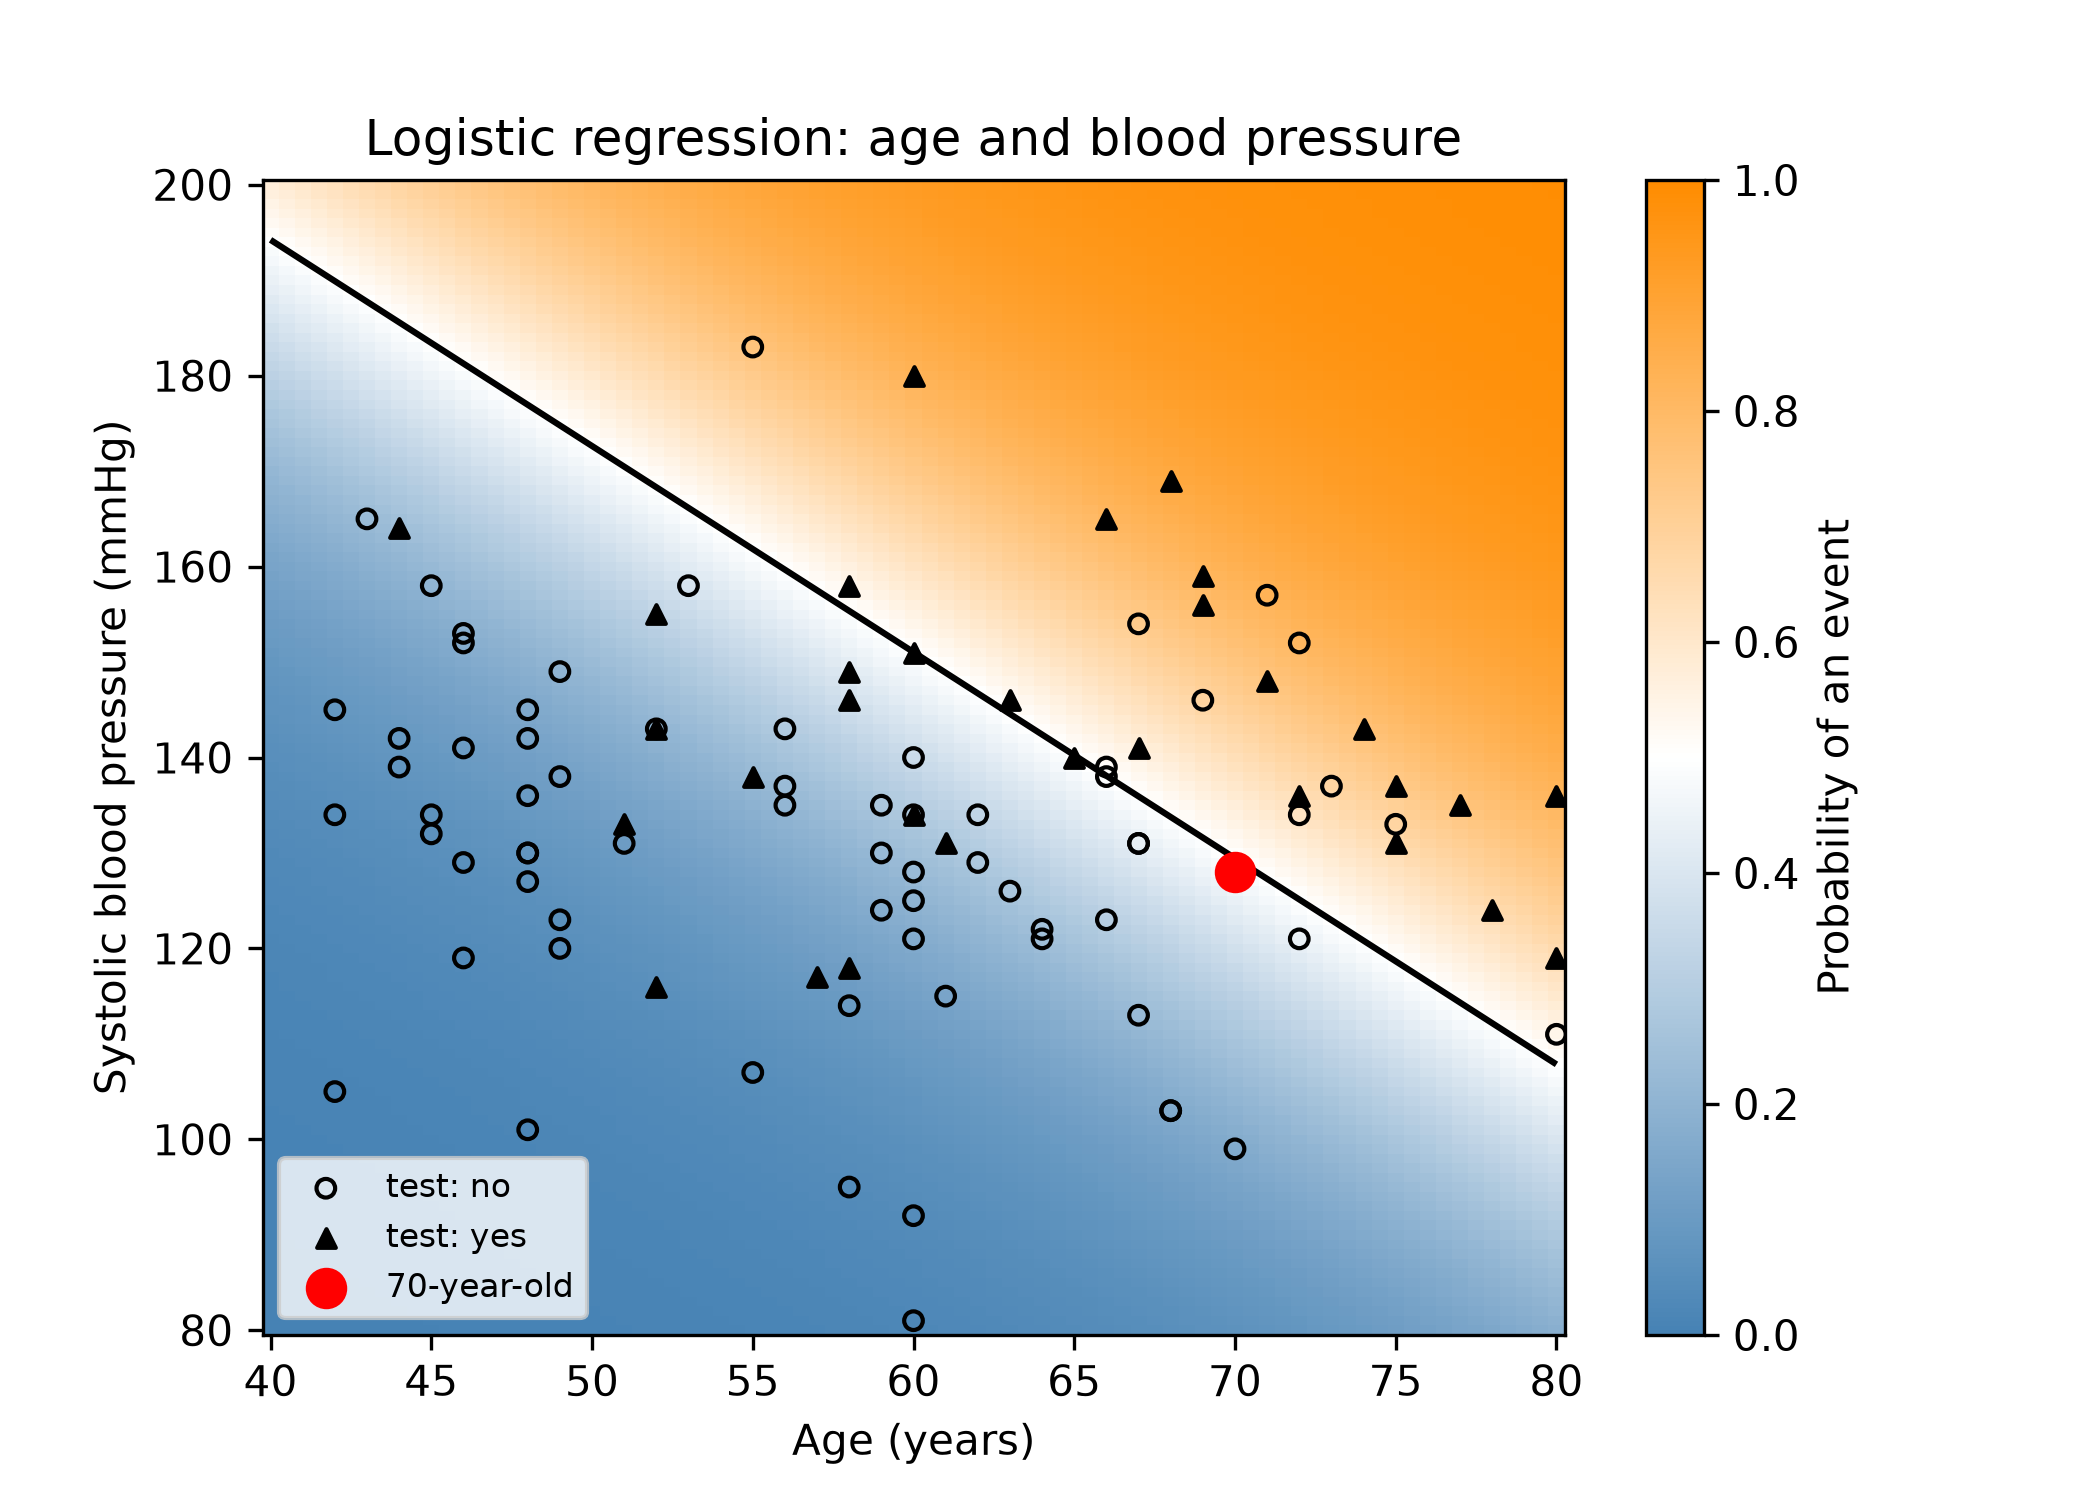 Logistic regression: age and blood pressure
200
180
160
140
120
100
80
Systolic blood pressure (mmHg)
test: no
test: yes
70-year-old
40 45 50 55 60 65 70 75 80
Age (years)
1.0
0.8
0.6
0.4
0.2
0.0
Probability of an event